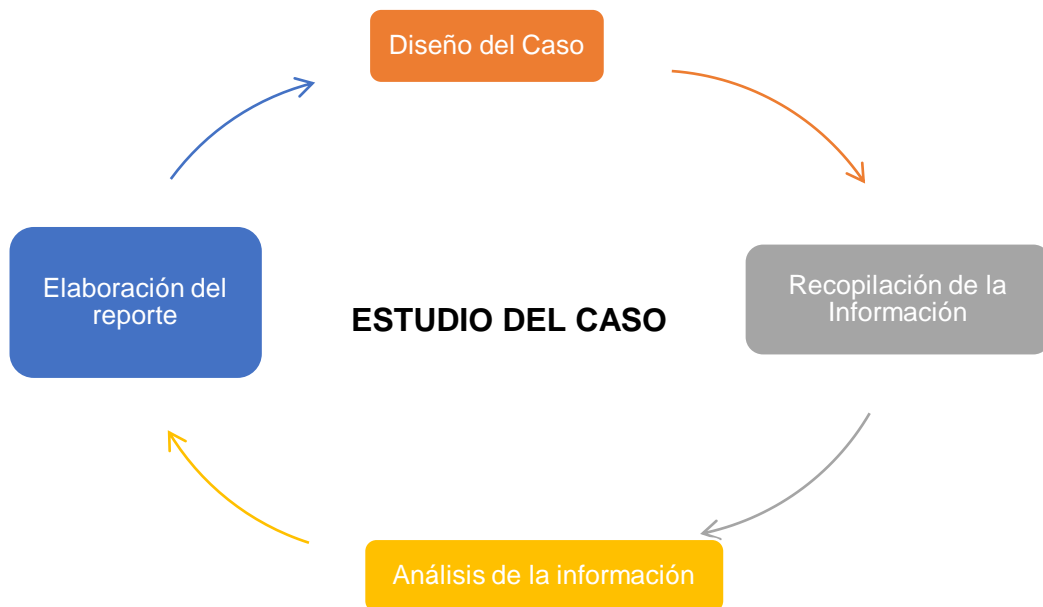 Diseño del Caso
Recopilación de la
Información
Elaboración del
reporte
ESTUDIO DEL CASO
Análisis de la información